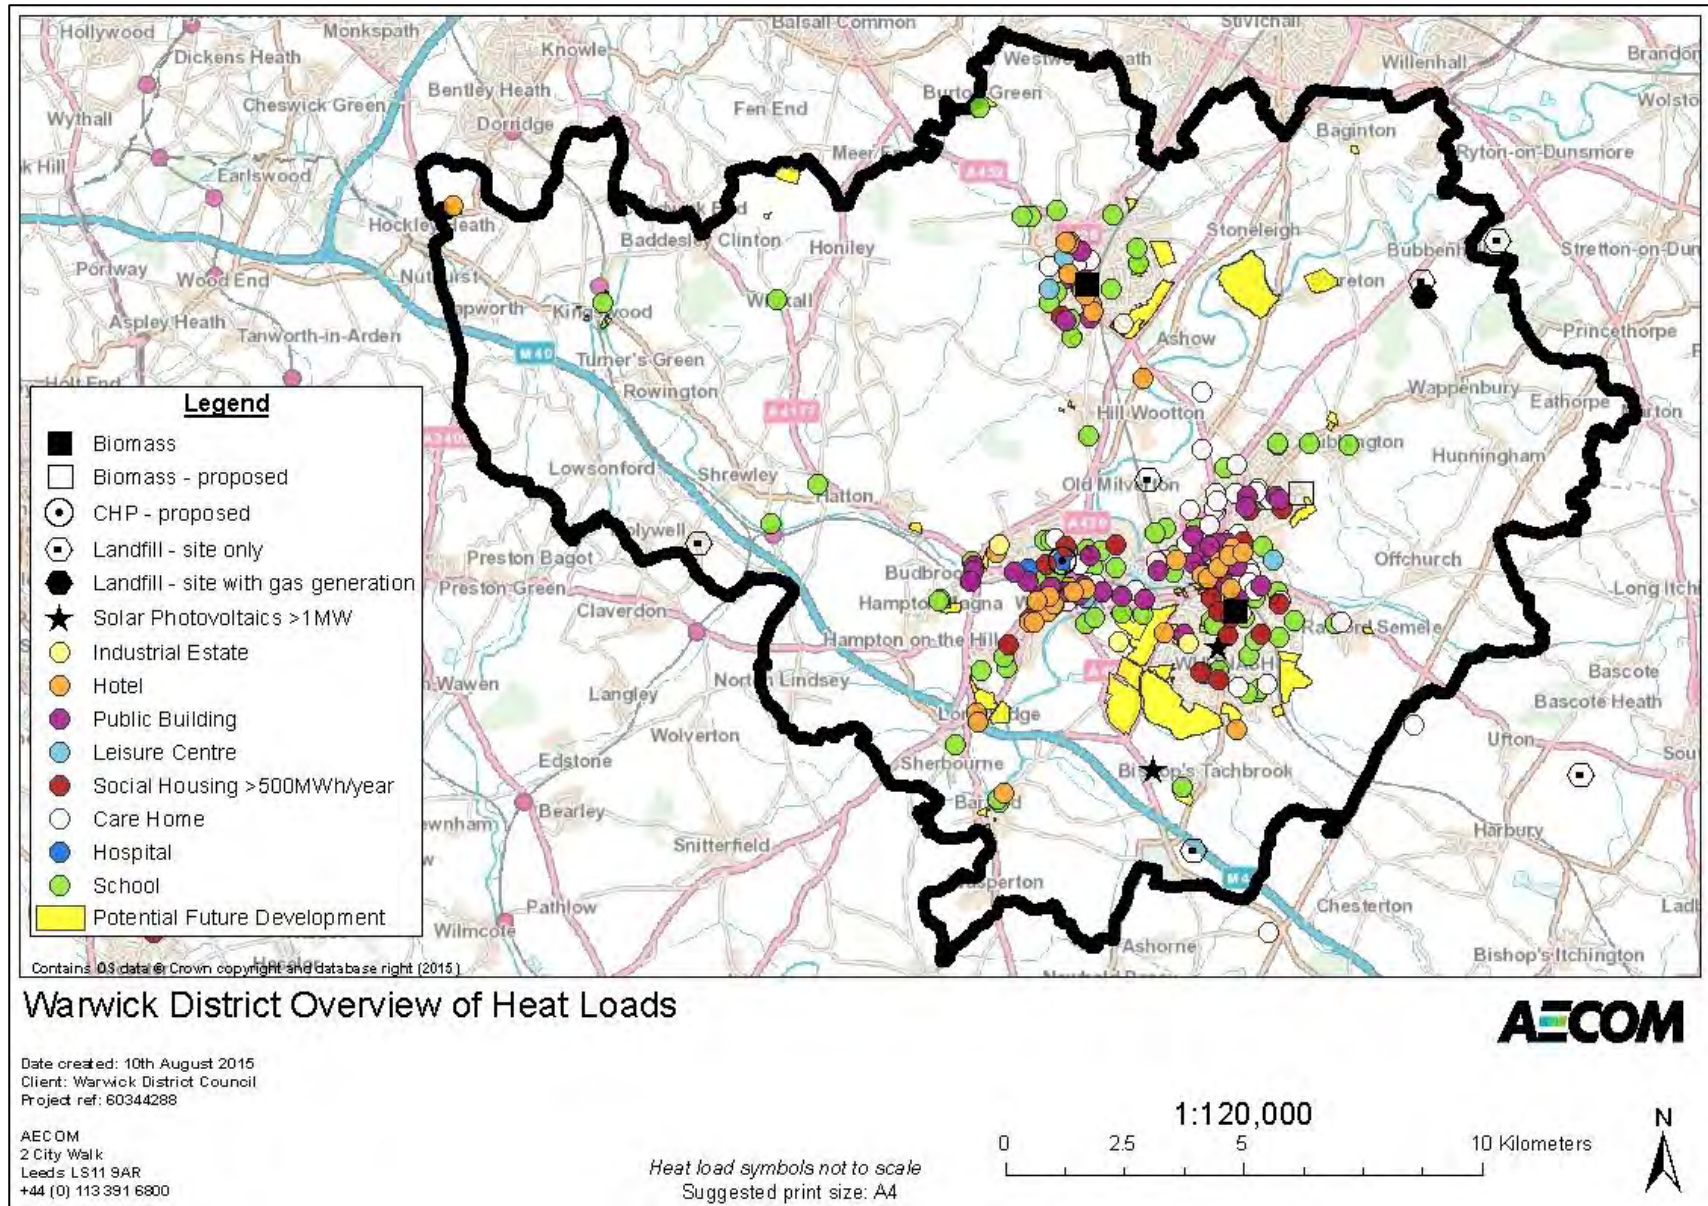 Hollywood
Monkspath
Balsall Common
Stivichall
Dickens Heath
Knowle
Willenhall
Brandon
Cheswick Green
Bentley Heath
Fen End
Wythall
Dorridge
Baginton
Ryton-on-Dunsmore
Earlswood
A452
Hockley Heath
Baddesley Clinton
Honiley
Stoneleigh
Portway
Wood End
Nuthurst
Kingswood
Aspley Heath
Tanworth-in-Arden
M40
Turner's Green
Ashow
Princethorpe
Rowington
Wappenbury
Eathorpe
A4177
Hill Wootton
Lowsonford
Shrewley
Hunningham
Old Milverton
Preston Bagot
Offchurch
Preston Green
Claverdon
Hampton on the Hill
Langley
Norton Lindsey
Bascote
Bascote Heath
Wolverton
Edstone
Sherbourne
Ufton
Bearley
Bishop's Tachbrook
Harbury
Snitterfield
Pathlow
Wilmcote
Chesterton
Ashorne
Bishop's Itchington
Legend
Biomass
Biomass - proposed
CHP - proposed
Landfill - site only
Landfill - site with gas generation
Solar Photovoltaics >1MW
Industrial Estate
Hotel
Public Building
Leisure Centre
Social Housing >500MWh/year
Care Home
Hospital
School
Potential Future Development
Contains OS data © Crown copyright and database right (2015)
Warwick District Overview of Heat Loads
AECOM
Date created: 10th August 2015
Client: Warwick District Council
Project ref: 60344288
AECOM
2 City Walk
Leeds LS11 9AR
+44 (0) 113 391 6800
Heat load symbols not to scale
Suggested print size: A4
1:120,000
0 2.5 5 10 Kilometers
N